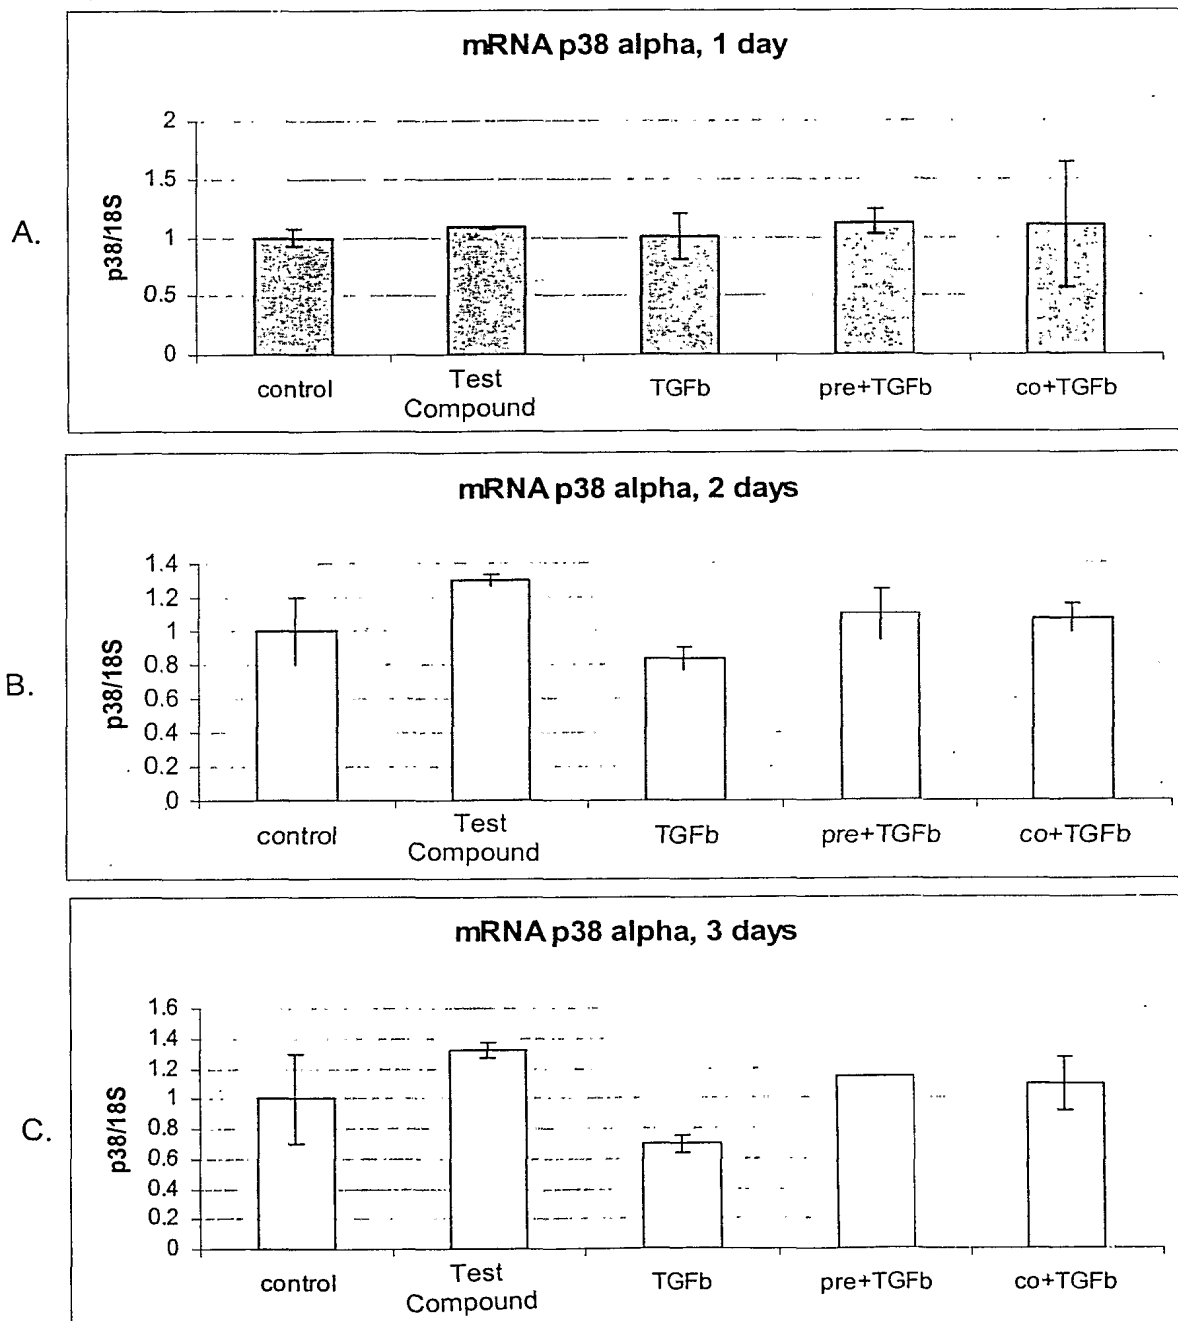 mRNA p38 alpha, 1 day
A.
p38/18S
2
1.5
1
0.5
0
control
Test
Compound
TGFb
pre+TGFb
co+TGFb
mRNA p38 alpha, 2 days
B.
p38/18S
1.4
1.2
1
0.8
0.6
0.4
0.2
0
control
Test
Compound
TGFb
pre+TGFb
co+TGFb
mRNA p38 alpha, 3 days
C.
p38/18S
1.6
1.4
1.2
1
0.8
0.6
0.4
0.2
0
control
Test
Compound
TGFb
pre+TGFb
co+TGFb